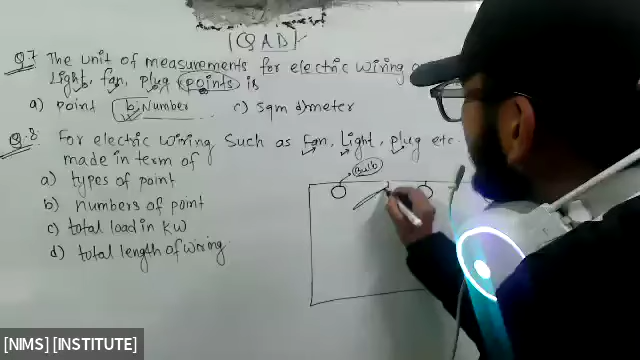 [Q AD]
Q7 The unit of measurements for electric wiring
Light, fan, plug (points) is
a) point b) Number c) sqm d) meter
Q.8 For electric wiring such as fan, Light, plug etc.
made in term of
Bulb
a) types of point
b) numbers of point
c) total load in kw
d) total length of wiring
[NIMS] [INSTITUTE]